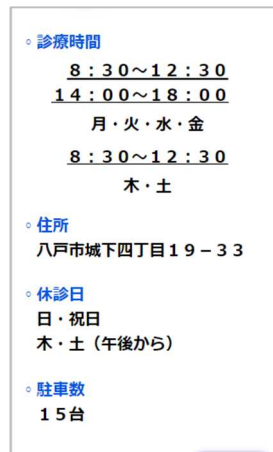 診療時間
８：３０～１２：３０
１４：００～１８：００
月・火・水・金
８：３０～１２：３０
木・土
住所
八戸市城下四丁目１９－３３
休診日
日・祝日
木・土（午後から）
駐車数
１５台